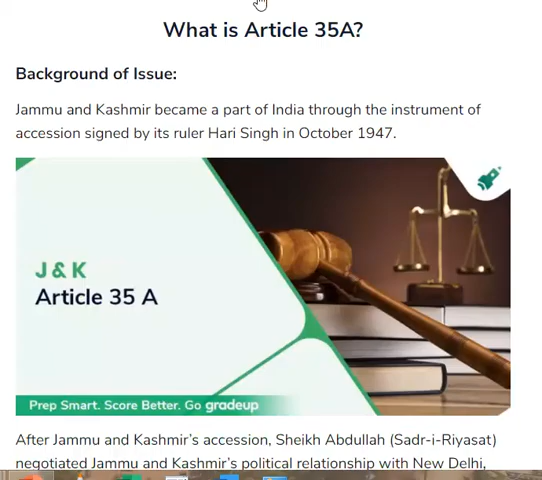 What is Article 35A?
Background of Issue:
Jammu and Kashmir became a part of India through the instrument of
accession signed by its ruler Hari Singh in October 1947.
J & K
Article 35 A
Prep Smart. Score Better. Go gradeup
After Jammu and Kashmir's accession, Sheikh Abdullah (Sadr-i-Riyasat)
negotiated Jammu and Kashmir's political relationship with New Delhi,